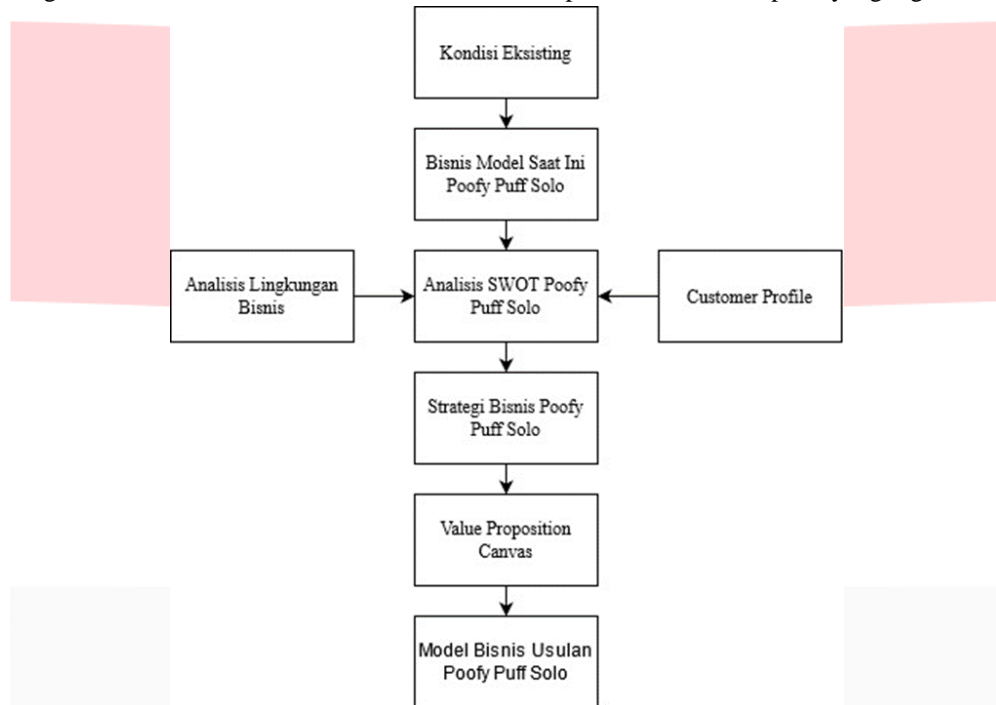 Kondisi Eksisting
Bisnis Model Saat Ini
Poofy Puff Solo
Analisis Lingkungan
Bisnis
Analisis SWOT Poofy
Puff Solo
Customer Profile
Strategi Bisnis Poofy
Puff Solo
Value Proposition
Canvas
Model Bisnis Usulan
Poofy Puff Solo